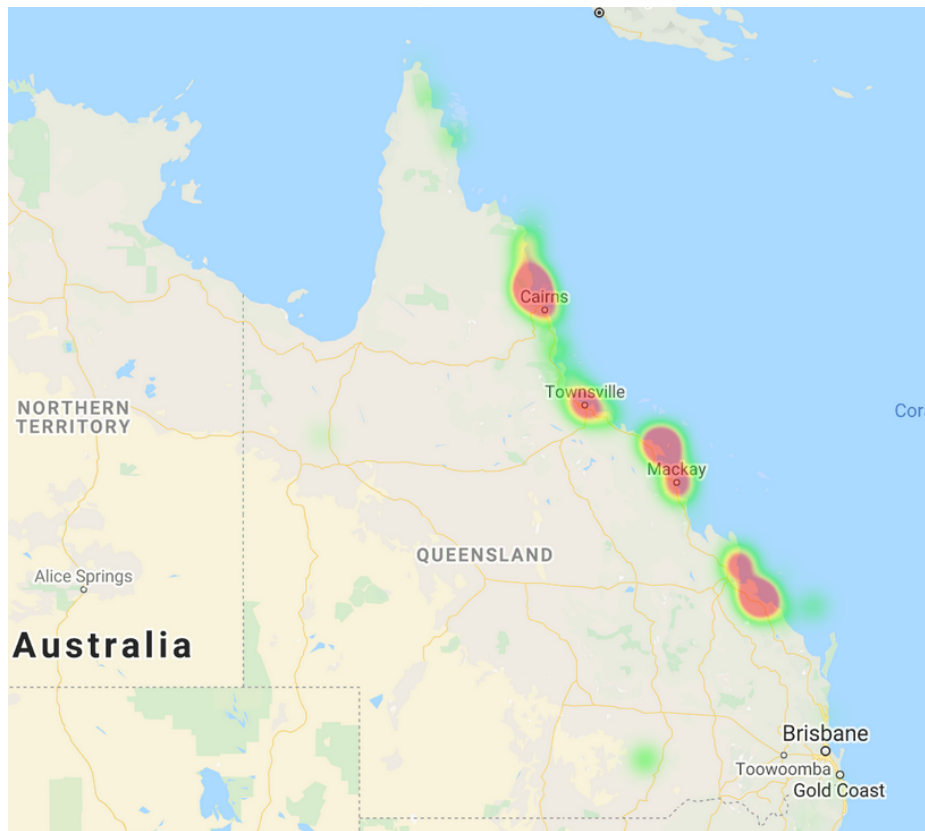 Cairns
Townsville
NORTHERN
TERRITORY
Cor
Mackay
QUEENSLAND
Alice Springs
Australia
Brisbane
Toowoomba
Gold Coast